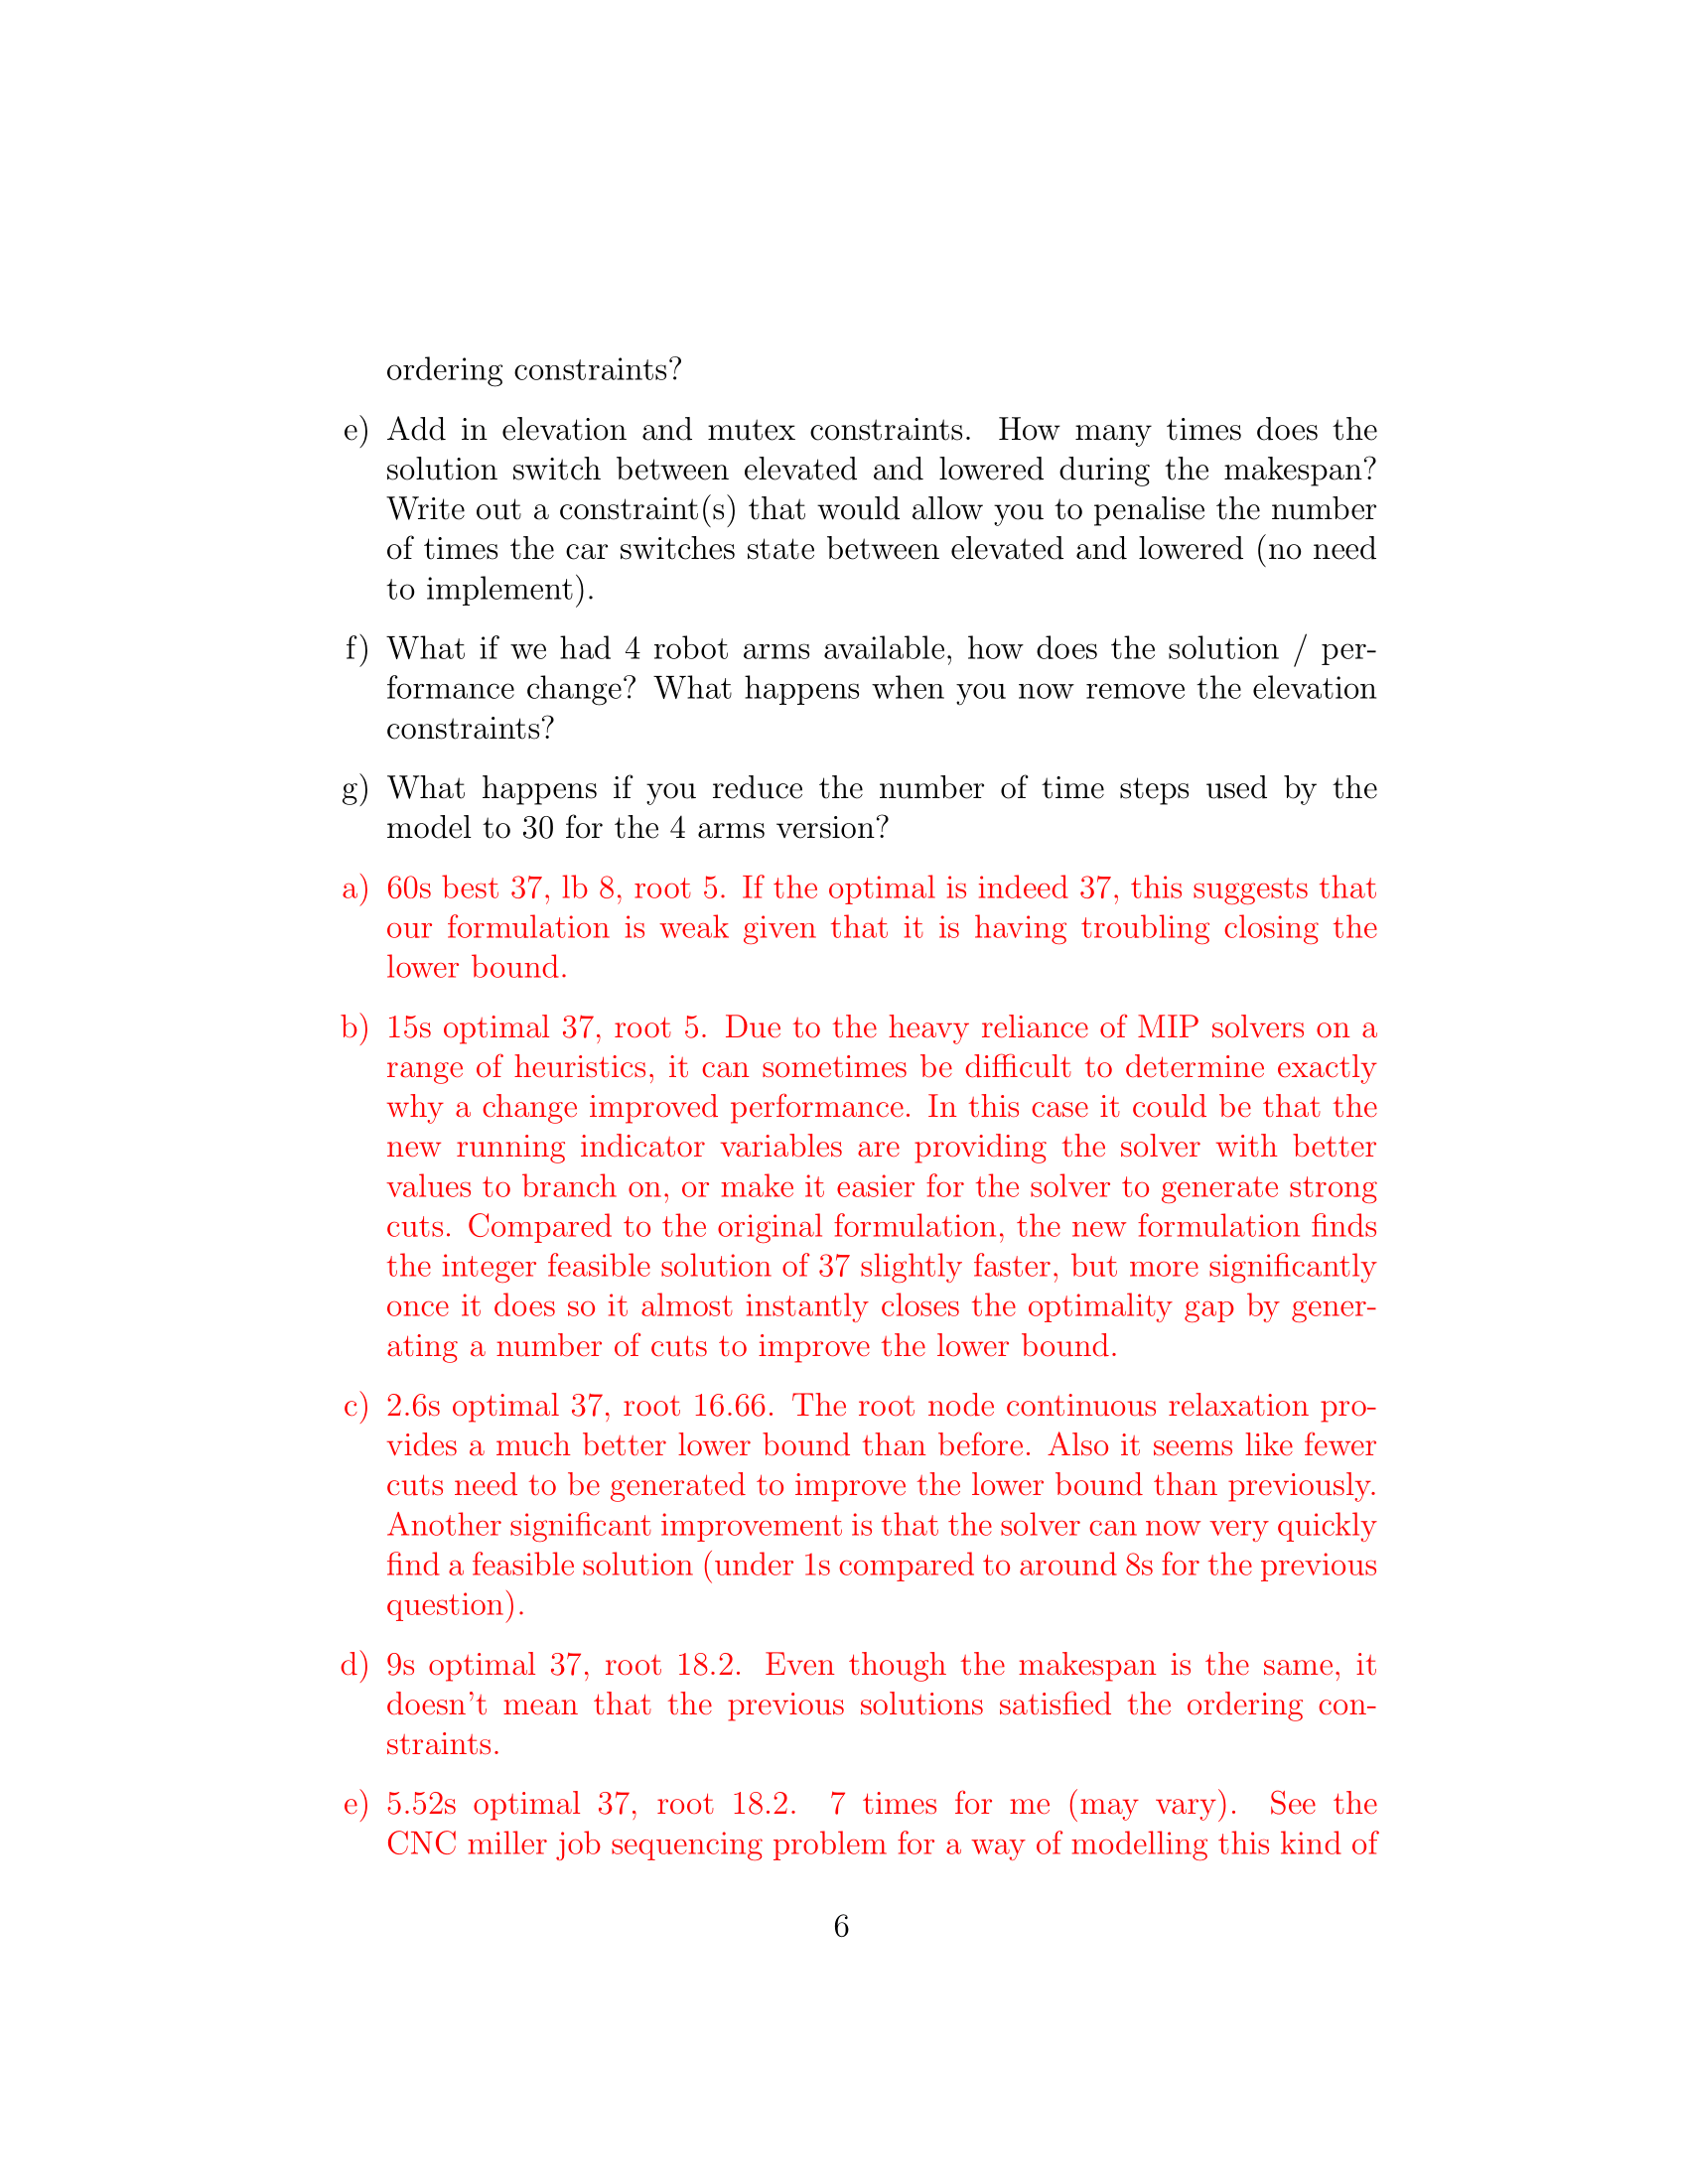 ordering constraints?
e) Add in elevation and mutex constraints. How many times does the
solution switch between elevated and lowered during the makespan?
Write out a constraint(s) that would allow you to penalise the number
of times the car switches state between elevated and lowered (no need
to implement).
f) What if we had 4 robot arms available, how does the solution / per-
formance change? What happens when you now remove the elevation
constraints?
g) What happens if you reduce the number of time steps used by the
model to 30 for the 4 arms version?
a) 60s best 37, lb 8, root 5. If the optimal is indeed 37, this suggests that
our formulation is weak given that it is having troubling closing the
lower bound.
b) 15s optimal 37, root 5. Due to the heavy reliance of MIP solvers on a
range of heuristics, it can sometimes be difficult to determine exactly
why a change improved performance. In this case it could be that the
new running indicator variables are providing the solver with better
values to branch on, or make it easier for the solver to generate strong
cuts. Compared to the original formulation, the new formulation finds
the integer feasible solution of 37 slightly faster, but more significantly
once it does so it almost instantly closes the optimality gap by gener-
ating a number of cuts to improve the lower bound.
c) 2.6s optimal 37, root 16.66. The root node continuous relaxation pro-
vides a much better lower bound than before. Also it seems like fewer
cuts need to be generated to improve the lower bound than previously.
Another significant improvement is that the solver can now very quickly
find a feasible solution (under 1s compared to around 8s for the previous
question).
d) 9s optimal 37, root 18.2. Even though the makespan is the same, it
doesn't mean that the previous solutions satisfied the ordering con-
straints.
e) 5.52s optimal 37, root 18.2. 7 times for me (may vary). See the
CNC miller job sequencing problem for a way of modelling this kind of
6